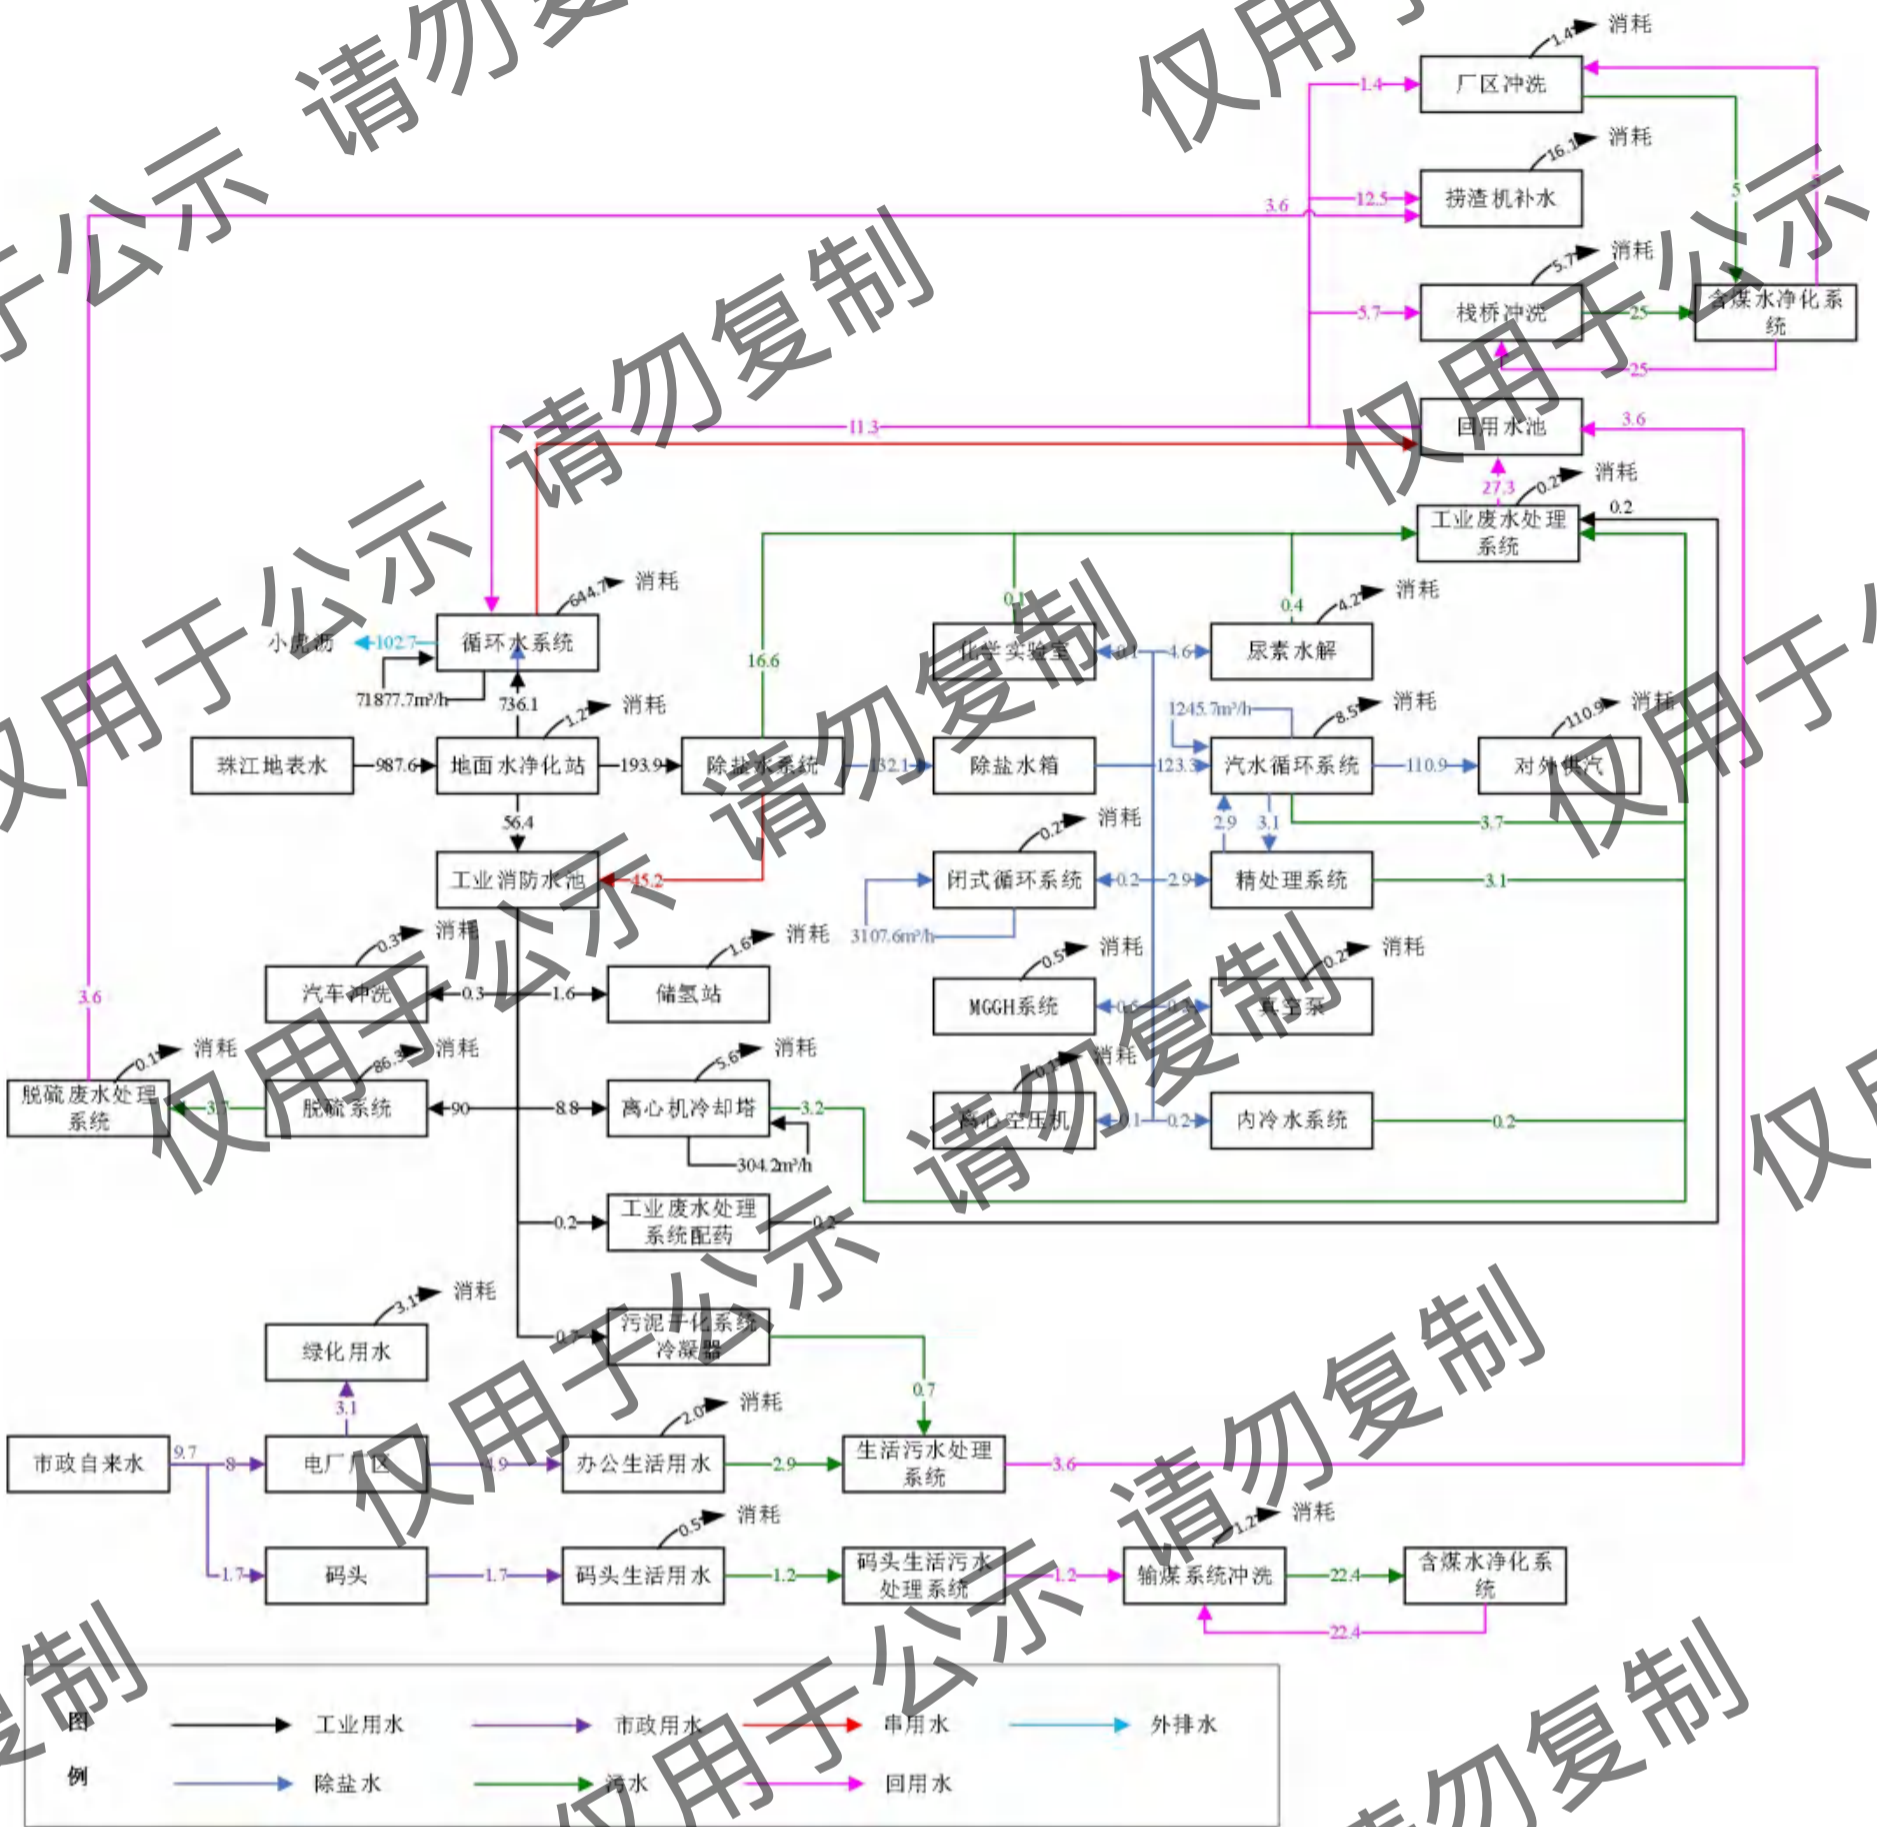 仅用于公示 请勿复制
1.4 消耗
1.4 厂区冲洗
16.1 消耗
5 5
12.5 捞渣机补水
3.6
5.7 消耗
5.7 栈桥冲洗 25 含煤水净化系
统
25
11.3 回用水池 3.6
27.3 0.2 消耗
工业废水处理
系统
0.2
644.7 消耗
0.1 0.4 4.2 消耗
小虎沥 102.7 循环水系统
化学实验室 0.1 4.6 尿素水解
16.6
71877.7m³/h 736.1
1.2 消耗
1245.7m³/h 8.5 消耗 110.9 消耗
珠江地表水 987.6 地面水净化站 193.9 除盐水系统 132.1 除盐水箱 123.3 汽水循环系统 110.9 对外供汽
56.4 0.2 消耗 2.9 3.1 3.7
工业消防水池 45.2 闭式循环系统 0.2 2.9 精处理系统 3.1
3107.6m³/h
0.3 消耗 1.6 消耗 0.5 消耗 0.2 消耗
3.6 汽车冲洗 0.3 1.6 储氢站 MGGH系统 0.5 真空泵
0.1 消耗 86.3 消耗 5.6 消耗 0.1 消耗
脱硫废水处理
系统
3.7 脱硫系统 90 8.8 离心机冷却塔 3.2 离心空压机 0.1 0.2 内冷水系统 0.2
304.2m³/h
0.2 工业废水处理
系统配药
0.2
3.1 消耗
绿化用水
0.7 污泥干化系统
冷凝器
0.7
3.1 2.0 消耗
市政自来水 9.7 8 电厂厂区 4.9 办公生活用水 2.9 生活污水处理
系统
3.6
0.5 消耗 1.2 消耗
1.7 码头 1.7 码头生活用水 1.2 码头生活污水
处理系统
1.2 输煤系统冲洗 22.4 含煤水净化系
统
22.4
图
例
工业用水 市政用水 串用水 外排水
除盐水 污水 回用水